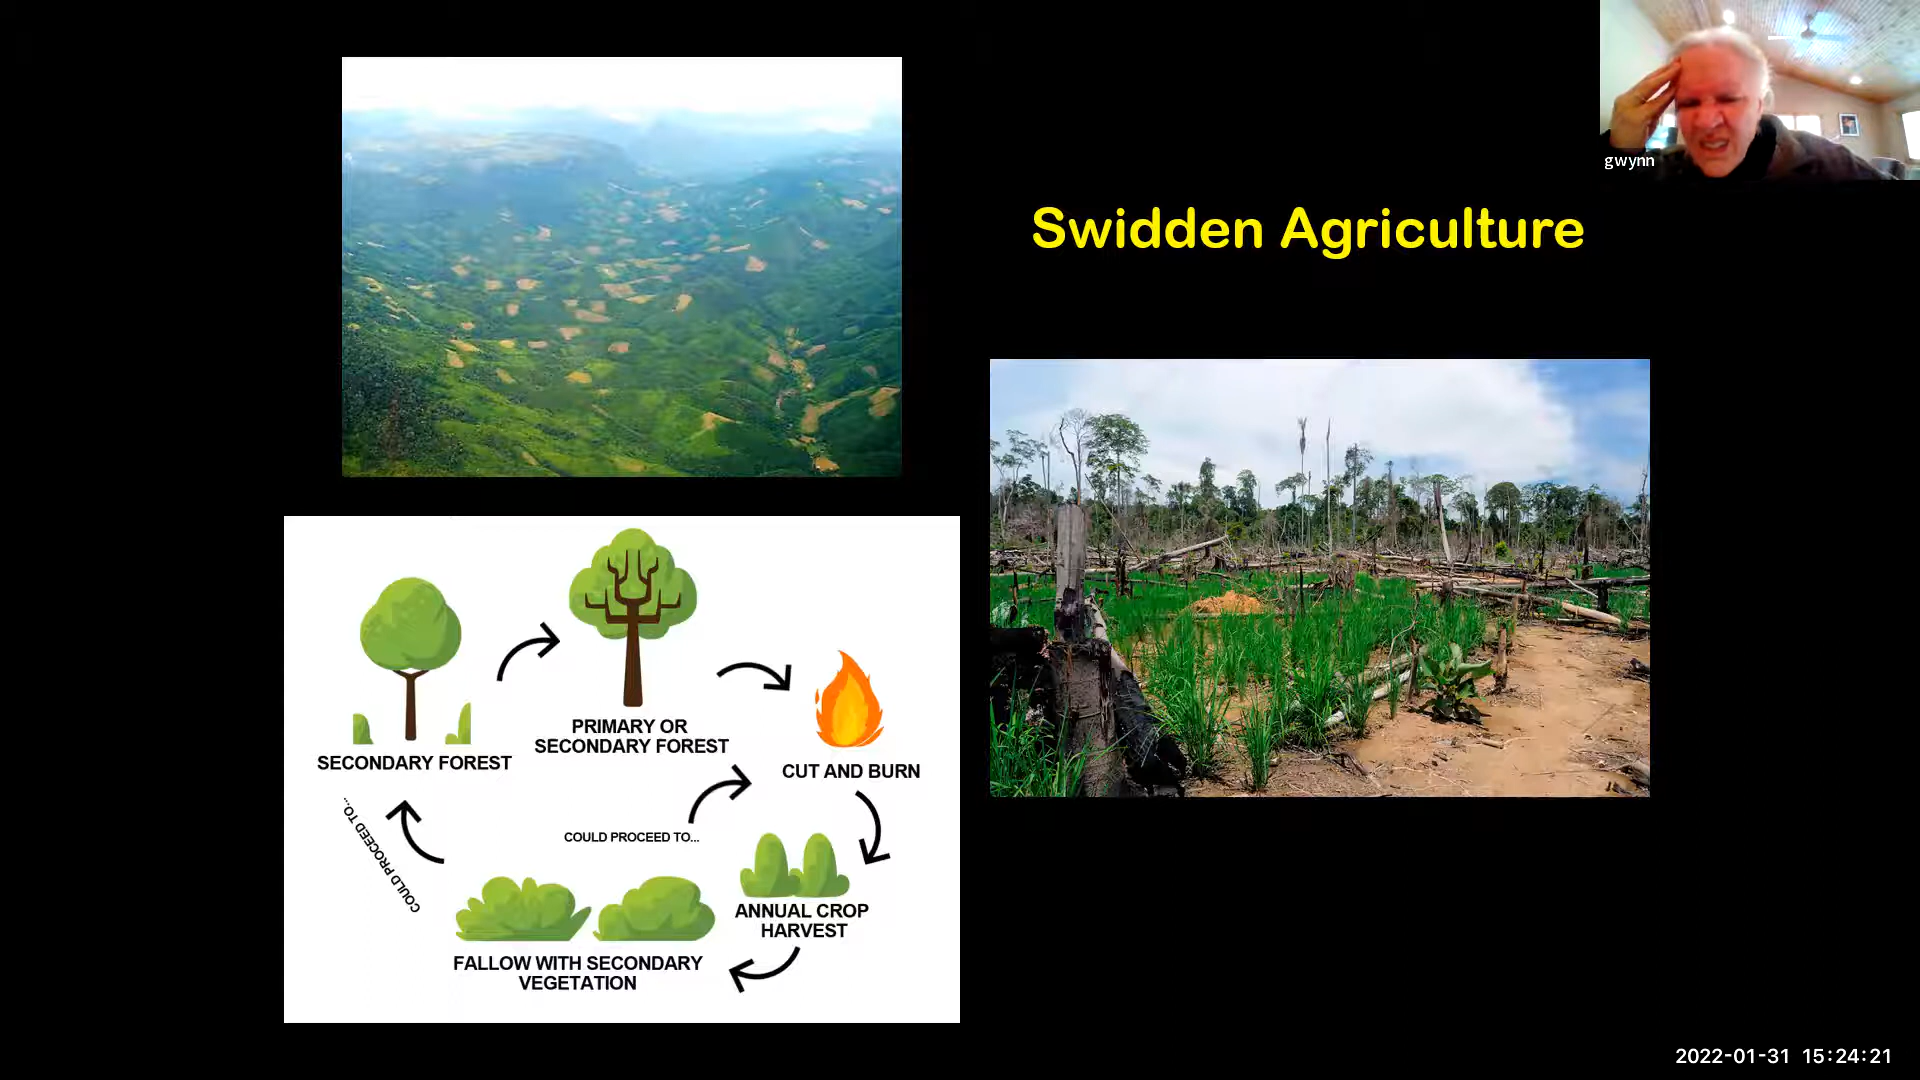 gwynn
Swidden Agriculture
PRIMARY OR
SECONDARY FOREST
SECONDARY FOREST
CUT AND BURN
COULD PROCEED TO...
COULD PROCEED TO...
ANNUAL CROP
HARVEST
FALLOW WITH SECONDARY
VEGETATION
2022-01-31 15:24:21